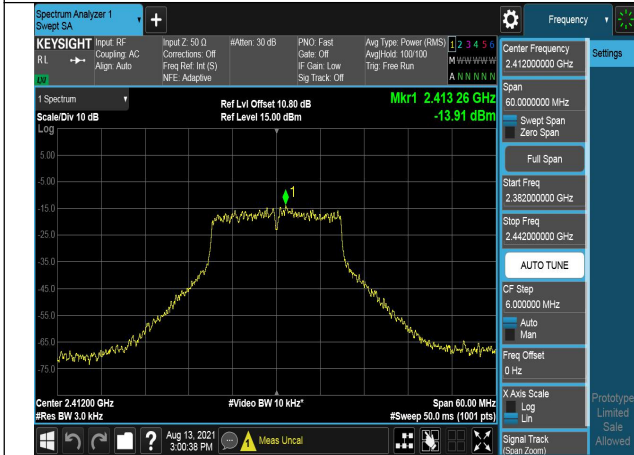 Spectrum Analyzer 1
Swept SA
+
Frequency
KEYSIGHT
RL
Input: RF
Coupling: AC
Align: Auto
Input Z: 50 Ω
Corrections: Off
Freq Ref: Int (S)
NFE: Adaptive
#Atten: 30 dB
PNO: Fast
Gate: Off
IF Gain: Low
Sig Track: Off
Avg Type: Power (RMS)
Avg|Hold: 100/100
Trig: Free Run
1 2 3 4 5 6
M W W W W W
A N N N N N
1 Spectrum
Scale/Div 10 dB
Ref Lvl Offset 10.80 dB
Ref Level 15.00 dBm
Mkr1 2.413 26 GHz
-13.91 dBm
Log
5.00
-5.00
-15.0
-25.0
-35.0
-45.0
-55.0
-65.0
-75.0
1
Center 2.41200 GHz
#Res BW 3.0 kHz
#Video BW 10 kHz*
Span 60.00 MHz
#Sweep 50.0 ms (1001 pts)
Center Frequency
2.412000000 GHz
Settings
Span
60.0000000 MHz
Swept Span
Zero Span
Full Span
Start Freq
2.382000000 GHz
Stop Freq
2.442000000 GHz
AUTO TUNE
CF Step
6.000000 MHz
Auto
Man
Freq Offset
0 Hz
X Axis Scale
Log
Lin
Signal Track
(Span Zoom)
Prototype
Limited
Sale
Allowed
?
Aug 13, 2021
3:00:38 PM
Meas Uncal